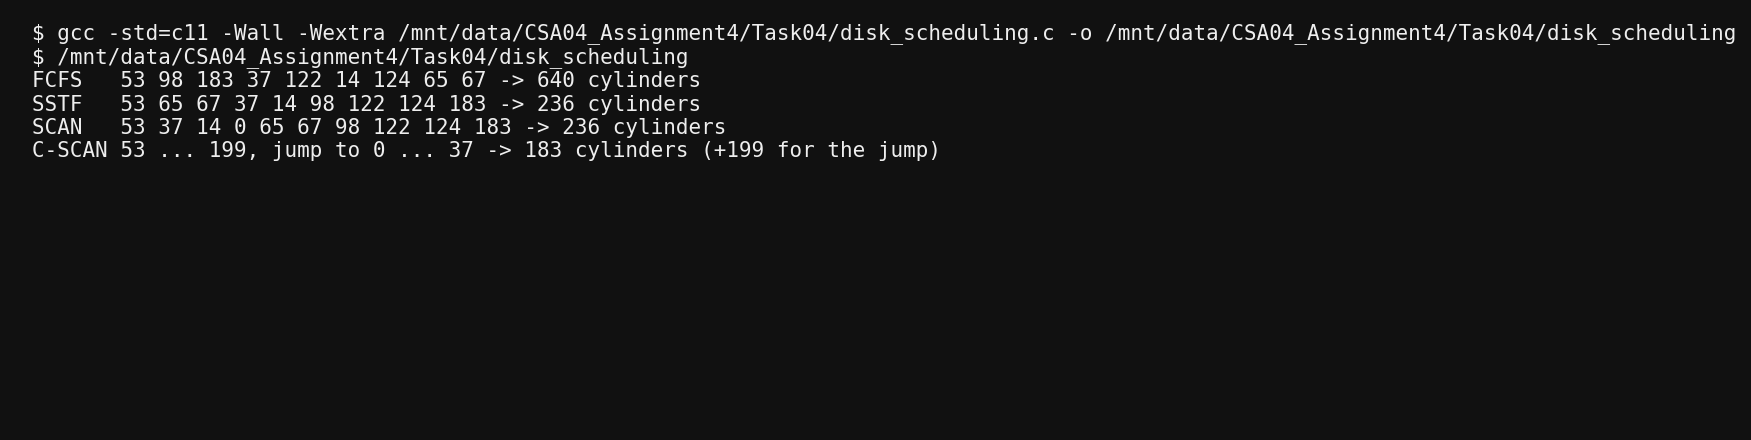 $ gcc -std=c11 -Wall -Wextra /mnt/data/CSA04_Assignment4/Task04/disk_scheduling.c -o /mnt/data/CSA04_Assignment4/Task04/disk_scheduling
$ /mnt/data/CSA04_Assignment4/Task04/disk_scheduling
FCFS   53 98 183 37 122 14 124 65 67 -> 640 cylinders
SSTF   53 65 67 37 14 98 122 124 183 -> 236 cylinders
SCAN   53 37 14 0 65 67 98 122 124 183 -> 236 cylinders
C-SCAN 53 ... 199, jump to 0 ... 37 -> 183 cylinders (+199 for the jump)